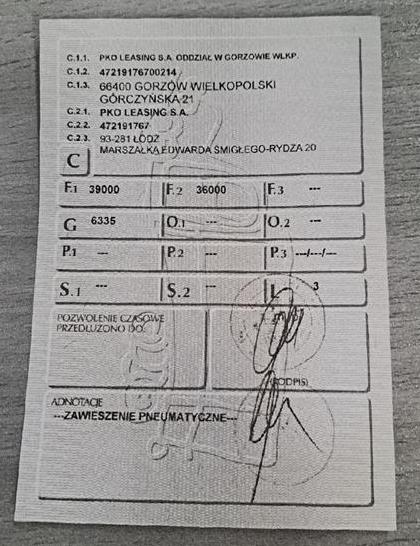 C.1.1. PKO LEASING S.A. ODDZIAŁ W GORZOWIE WLKP.
C.1.2. 47219176700214
C.1.3. 66400 GORZÓW WIELKOPOLSKI
GÓRCZYŃSKA 21
C.2.1. PKO LEASING S.A.
C.2.2. 472191767
C.2.3. 93-281 ŁÓDŹ
MARSZAŁKA EDWARDA ŚMIGŁEGO-RYDZA 20
C
F.1 39000 F.2 36000 F.3 ---
G 6335 O.1 --- O.2 ---
P.1 --- P.2 --- P.3 ---/---/---
S.1 --- S.2 --- L 3
POZWOLENIE CZASOWE
PRZEDŁUŻONO DO:
(PODPIS)
ADNOTACJE
---ZAWIESZENIE PNEUMATYCZNE---